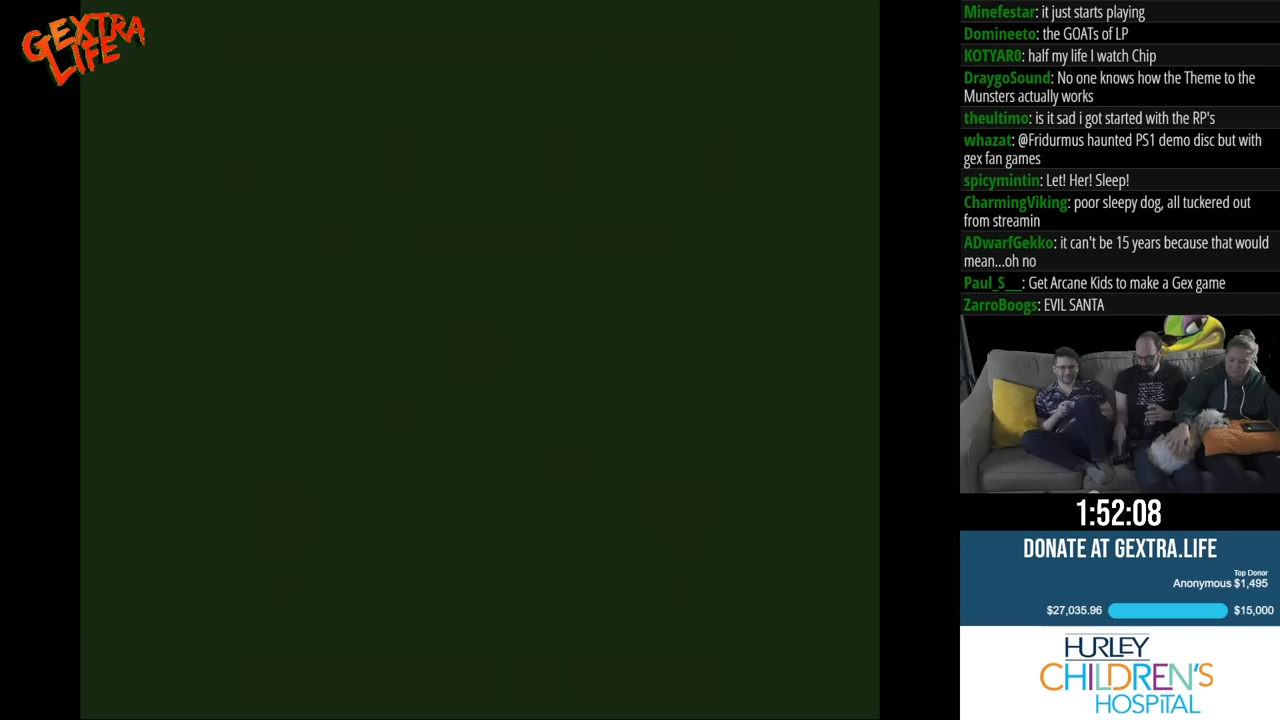 GEXTRA
LIFE
Minefestar: it just starts playing
Domineeto: the GOATs of LP
KOTYAR0: half my life I watch Chip
DraygoSound: No one knows how the Theme to the
Munsters actually works
theultimo: is it sad i got started with the RP's
whazat: @Fridurmus haunted PS1 demo disc but with
gex fan games
spicymintin: Let! Her! Sleep!
CharmingViking: poor sleepy dog, all tuckered out
from streamin
ADwarfGekko: it can't be 15 years because that would
mean...oh no
Paul_S__: Get Arcane Kids to make a Gex game
ZarroBoogs: EVIL SANTA
1:52:08
DONATE AT GEXTRA.LIFE
Top Donor
Anonymous $1,495
$27,035.96
$15,000
HURLEY
CHILDREN'S
HOSPITAL